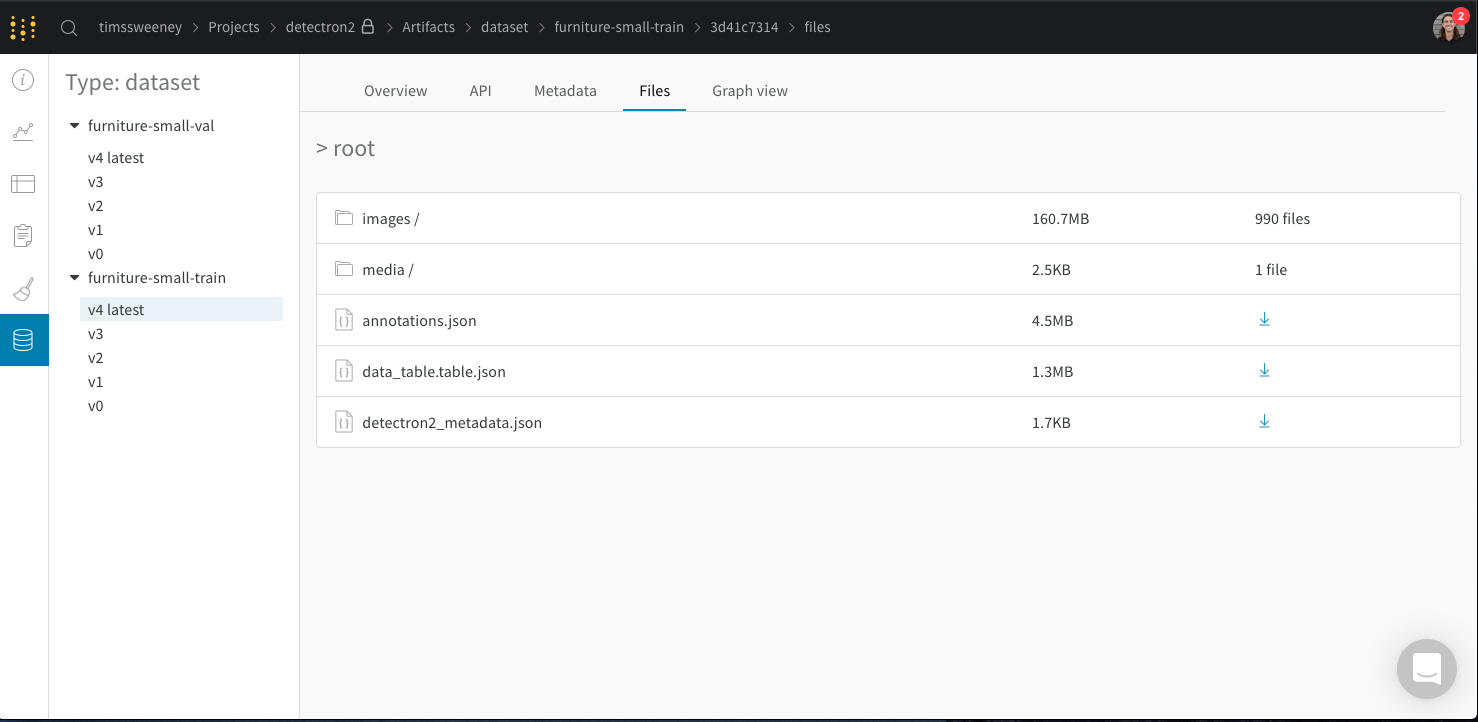 timssweeney > Projects > detectron2 > Artifacts > dataset > furniture-small-train > 3d41c7314 > files
2
Type: dataset
furniture-small-val
v4 latest
v3
v2
v1
v0
furniture-small-train
v4 latest
v3
v2
v1
v0
Overview API Metadata Files Graph view
> root
images / 160.7MB 990 files
media / 2.5KB 1 file
annotations.json 4.5MB
data_table.table.json 1.3MB
detectron2_metadata.json 1.7KB